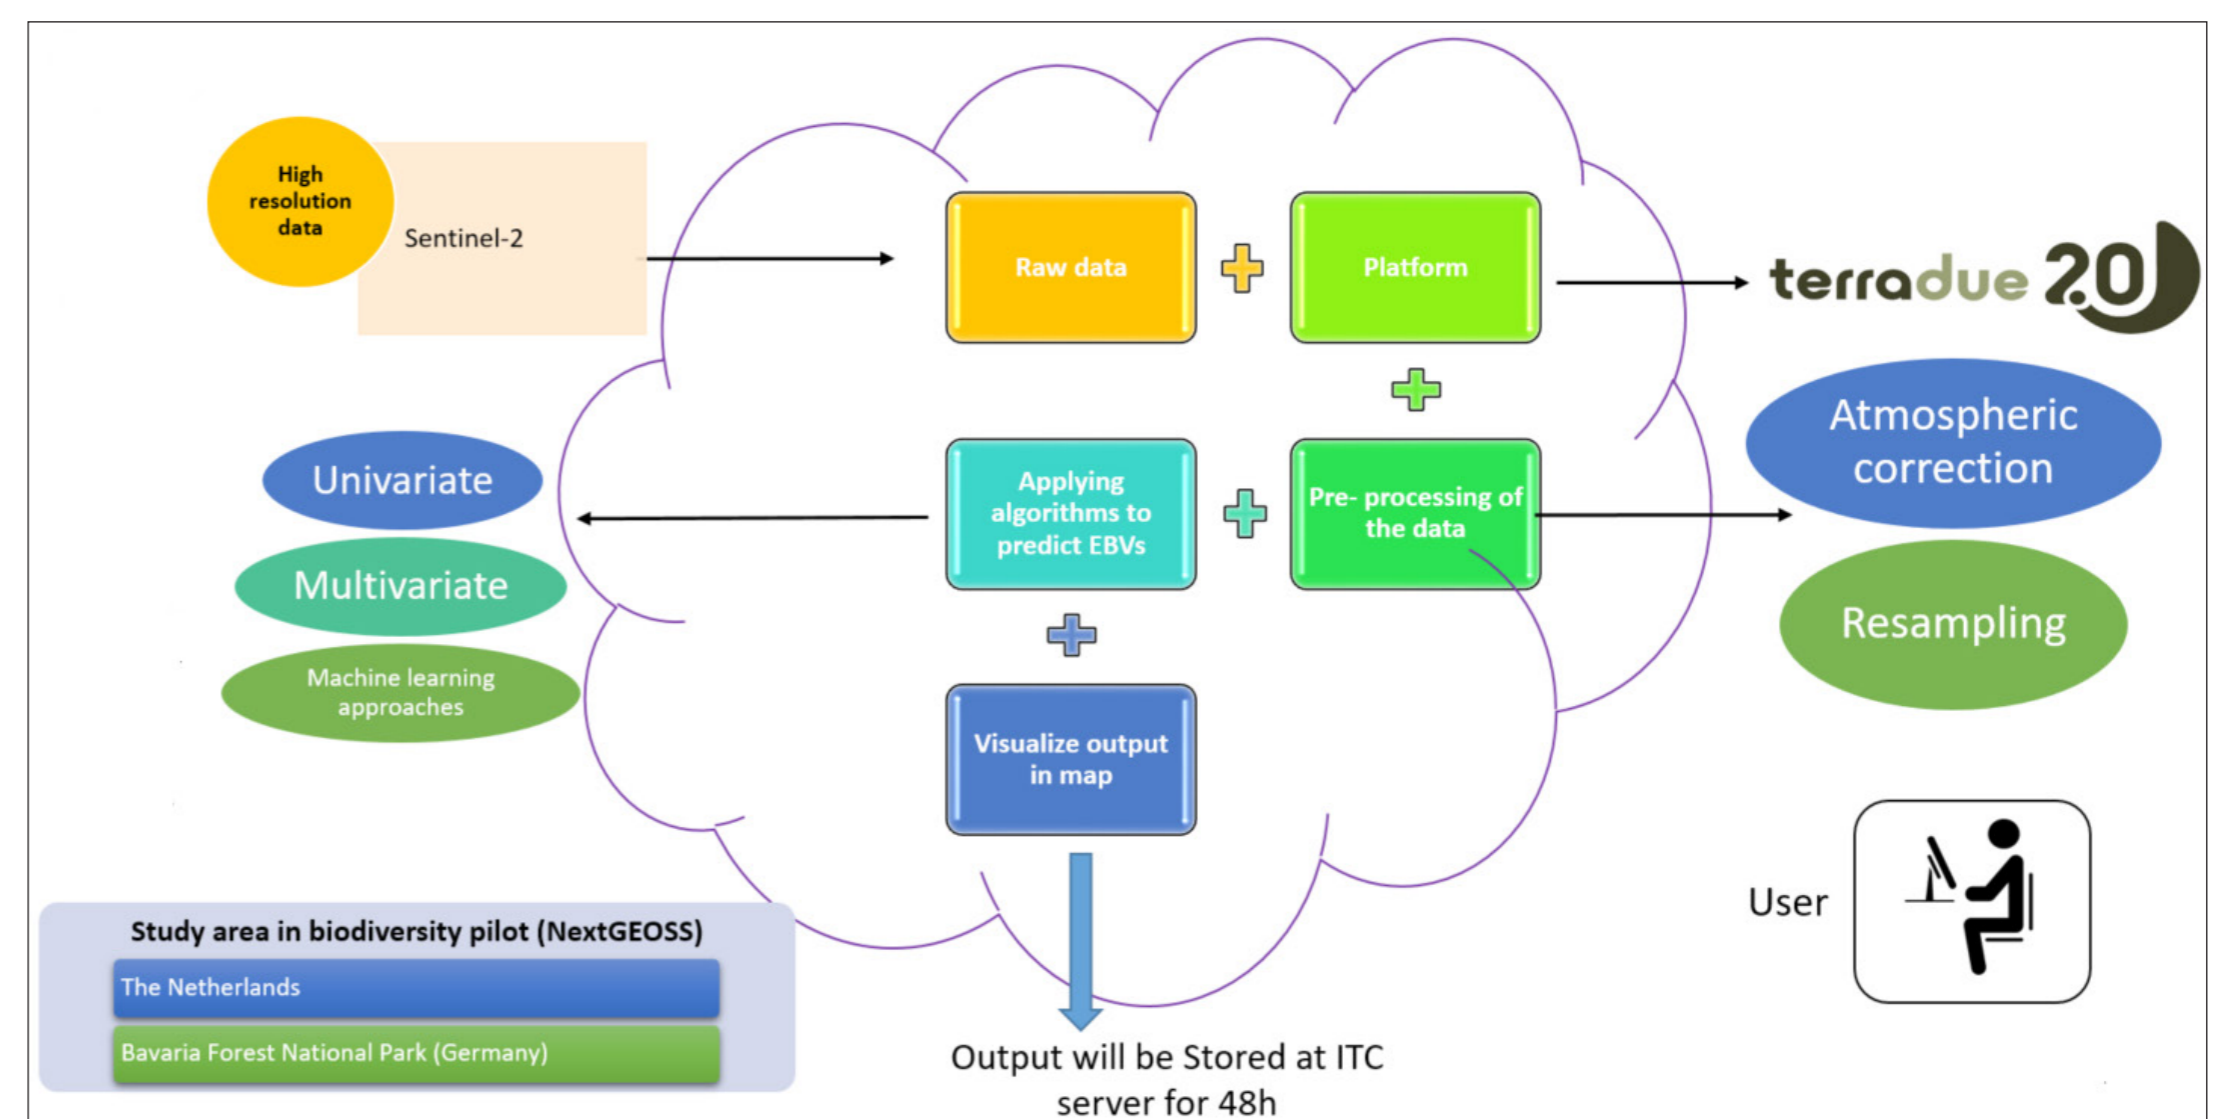 High
resolution
data
Sentinel-2
Raw data
Platform
terradue 2.0
Atmospheric
correction
Resampling
Univariate
Multivariate
Machine learning
approaches
Applying
algorithms to
predict EBVs
Pre- processing of
the data
Visualize output
in map
User
Study area in biodiversity pilot (NextGEOSS)
The Netherlands
Bavaria Forest National Park (Germany)
Output will be Stored at ITC
server for 48h